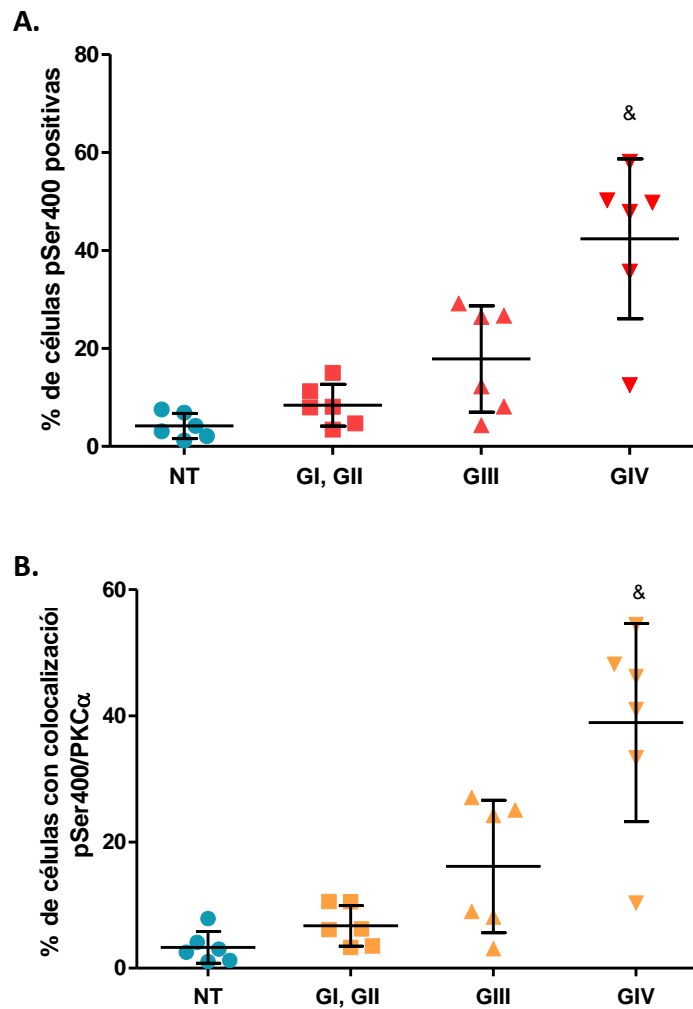 A.
% de células pSer400 positivas
80
60
40
20
0
&
NT
GI, GII
GIII
GIV
B.
% de células con colocalizació
pSer400/PKCα
60
40
20
0
&
NT
GI, GII
GIII
GIV